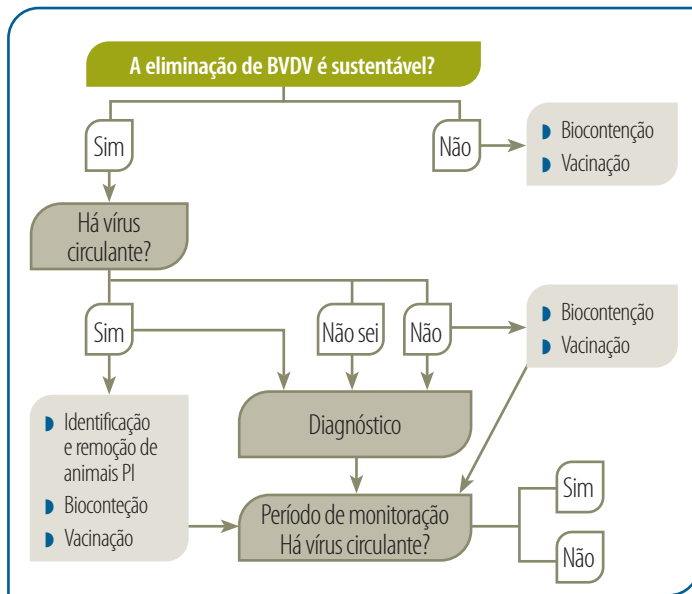 A eliminação de BVDV é sustentável?
Sim
Não
Biocontenção
Vacinação
Há vírus
circulante?
Sim
Não sei
Não
Biocontenção
Vacinação
Identificação
e remoção de
animais PI
Bioconteção
Vacinação
Diagnóstico
Período de monitoração
Há vírus circulante?
Sim
Não